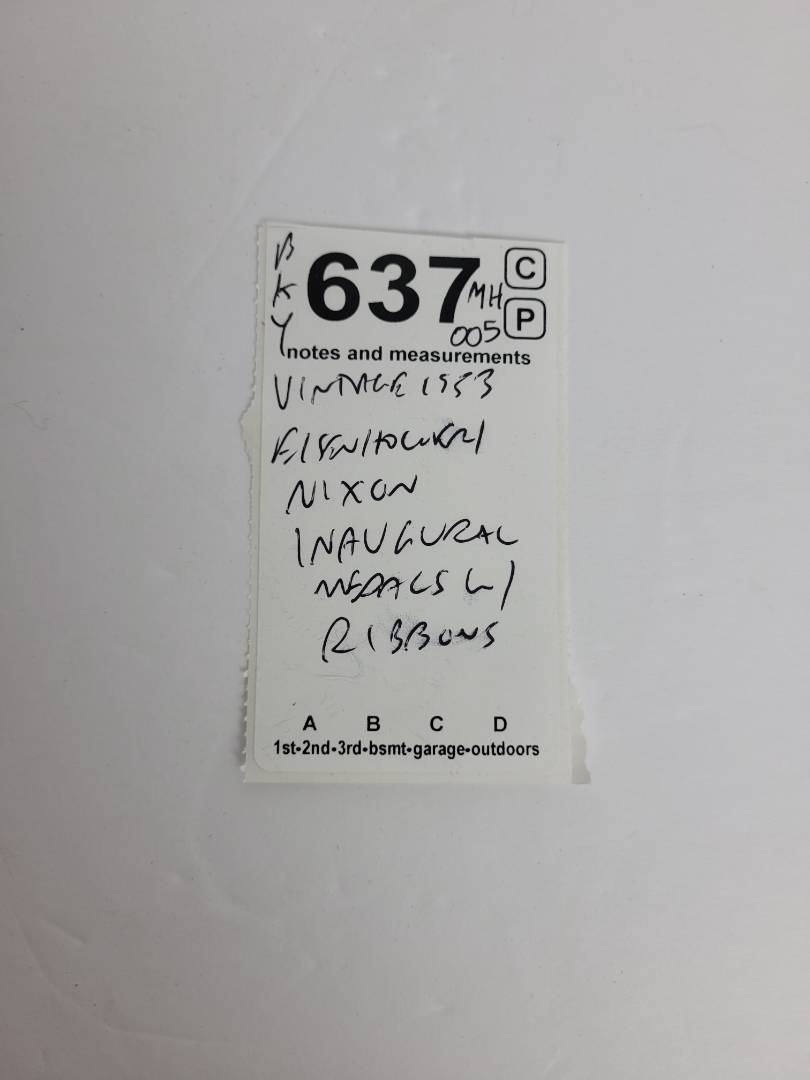 BKY
637
C
MH
P
005
notes and measurements
VINTAGE 1953
EISENHOWER/
NIXON
INAUGURAL
MEDALS W/
RIBBONS
A B C D
1st-2nd-3rd-bsmt-garage-outdoors